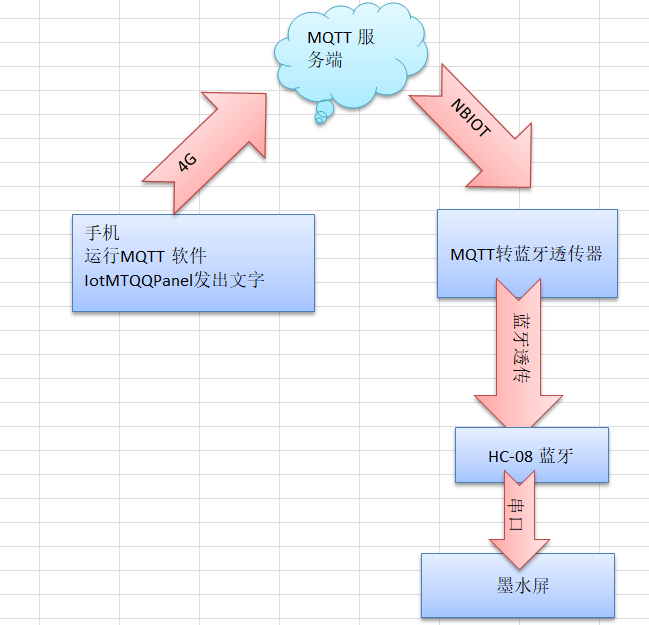 MQTT 服
务端
4G
NBIOT
手机
运行MQTT 软件
IotMTQQPanel发出文字
MQTT转蓝牙透传器
蓝牙透传
HC-08 蓝牙
串口
墨水屏